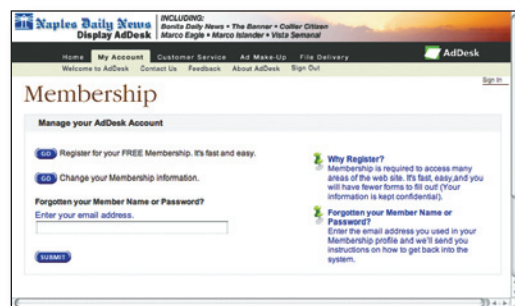 Naples Daily News
Display AdDesk
INCLUDING:
Bonita Daily News • The Banner • Collier Citizen
Marco Eagle • Marco Islander • Vista Semanal
Home My Account Customer Service Ad Make-Up File Delivery
AdDesk
Welcome to AdDesk Contact Us Feedback About AdDesk Sign Out
Sign In
Membership
Manage your AdDesk Account
GO Register for your FREE Membership. It's fast and easy.
GO Change your Membership information.
Forgotten your Member Name or Password?
Enter your email address.
SUBMIT
Why Register?
Membership is required to access many
areas of the web site. It's fast, easy,and you
will have fewer forms to fill out! (Your
information is kept confidential).
Forgotten your Member Name or
Password?
Enter the email address you used in your
Membership profile and we'll send you
instructions on how to get back into the
system.